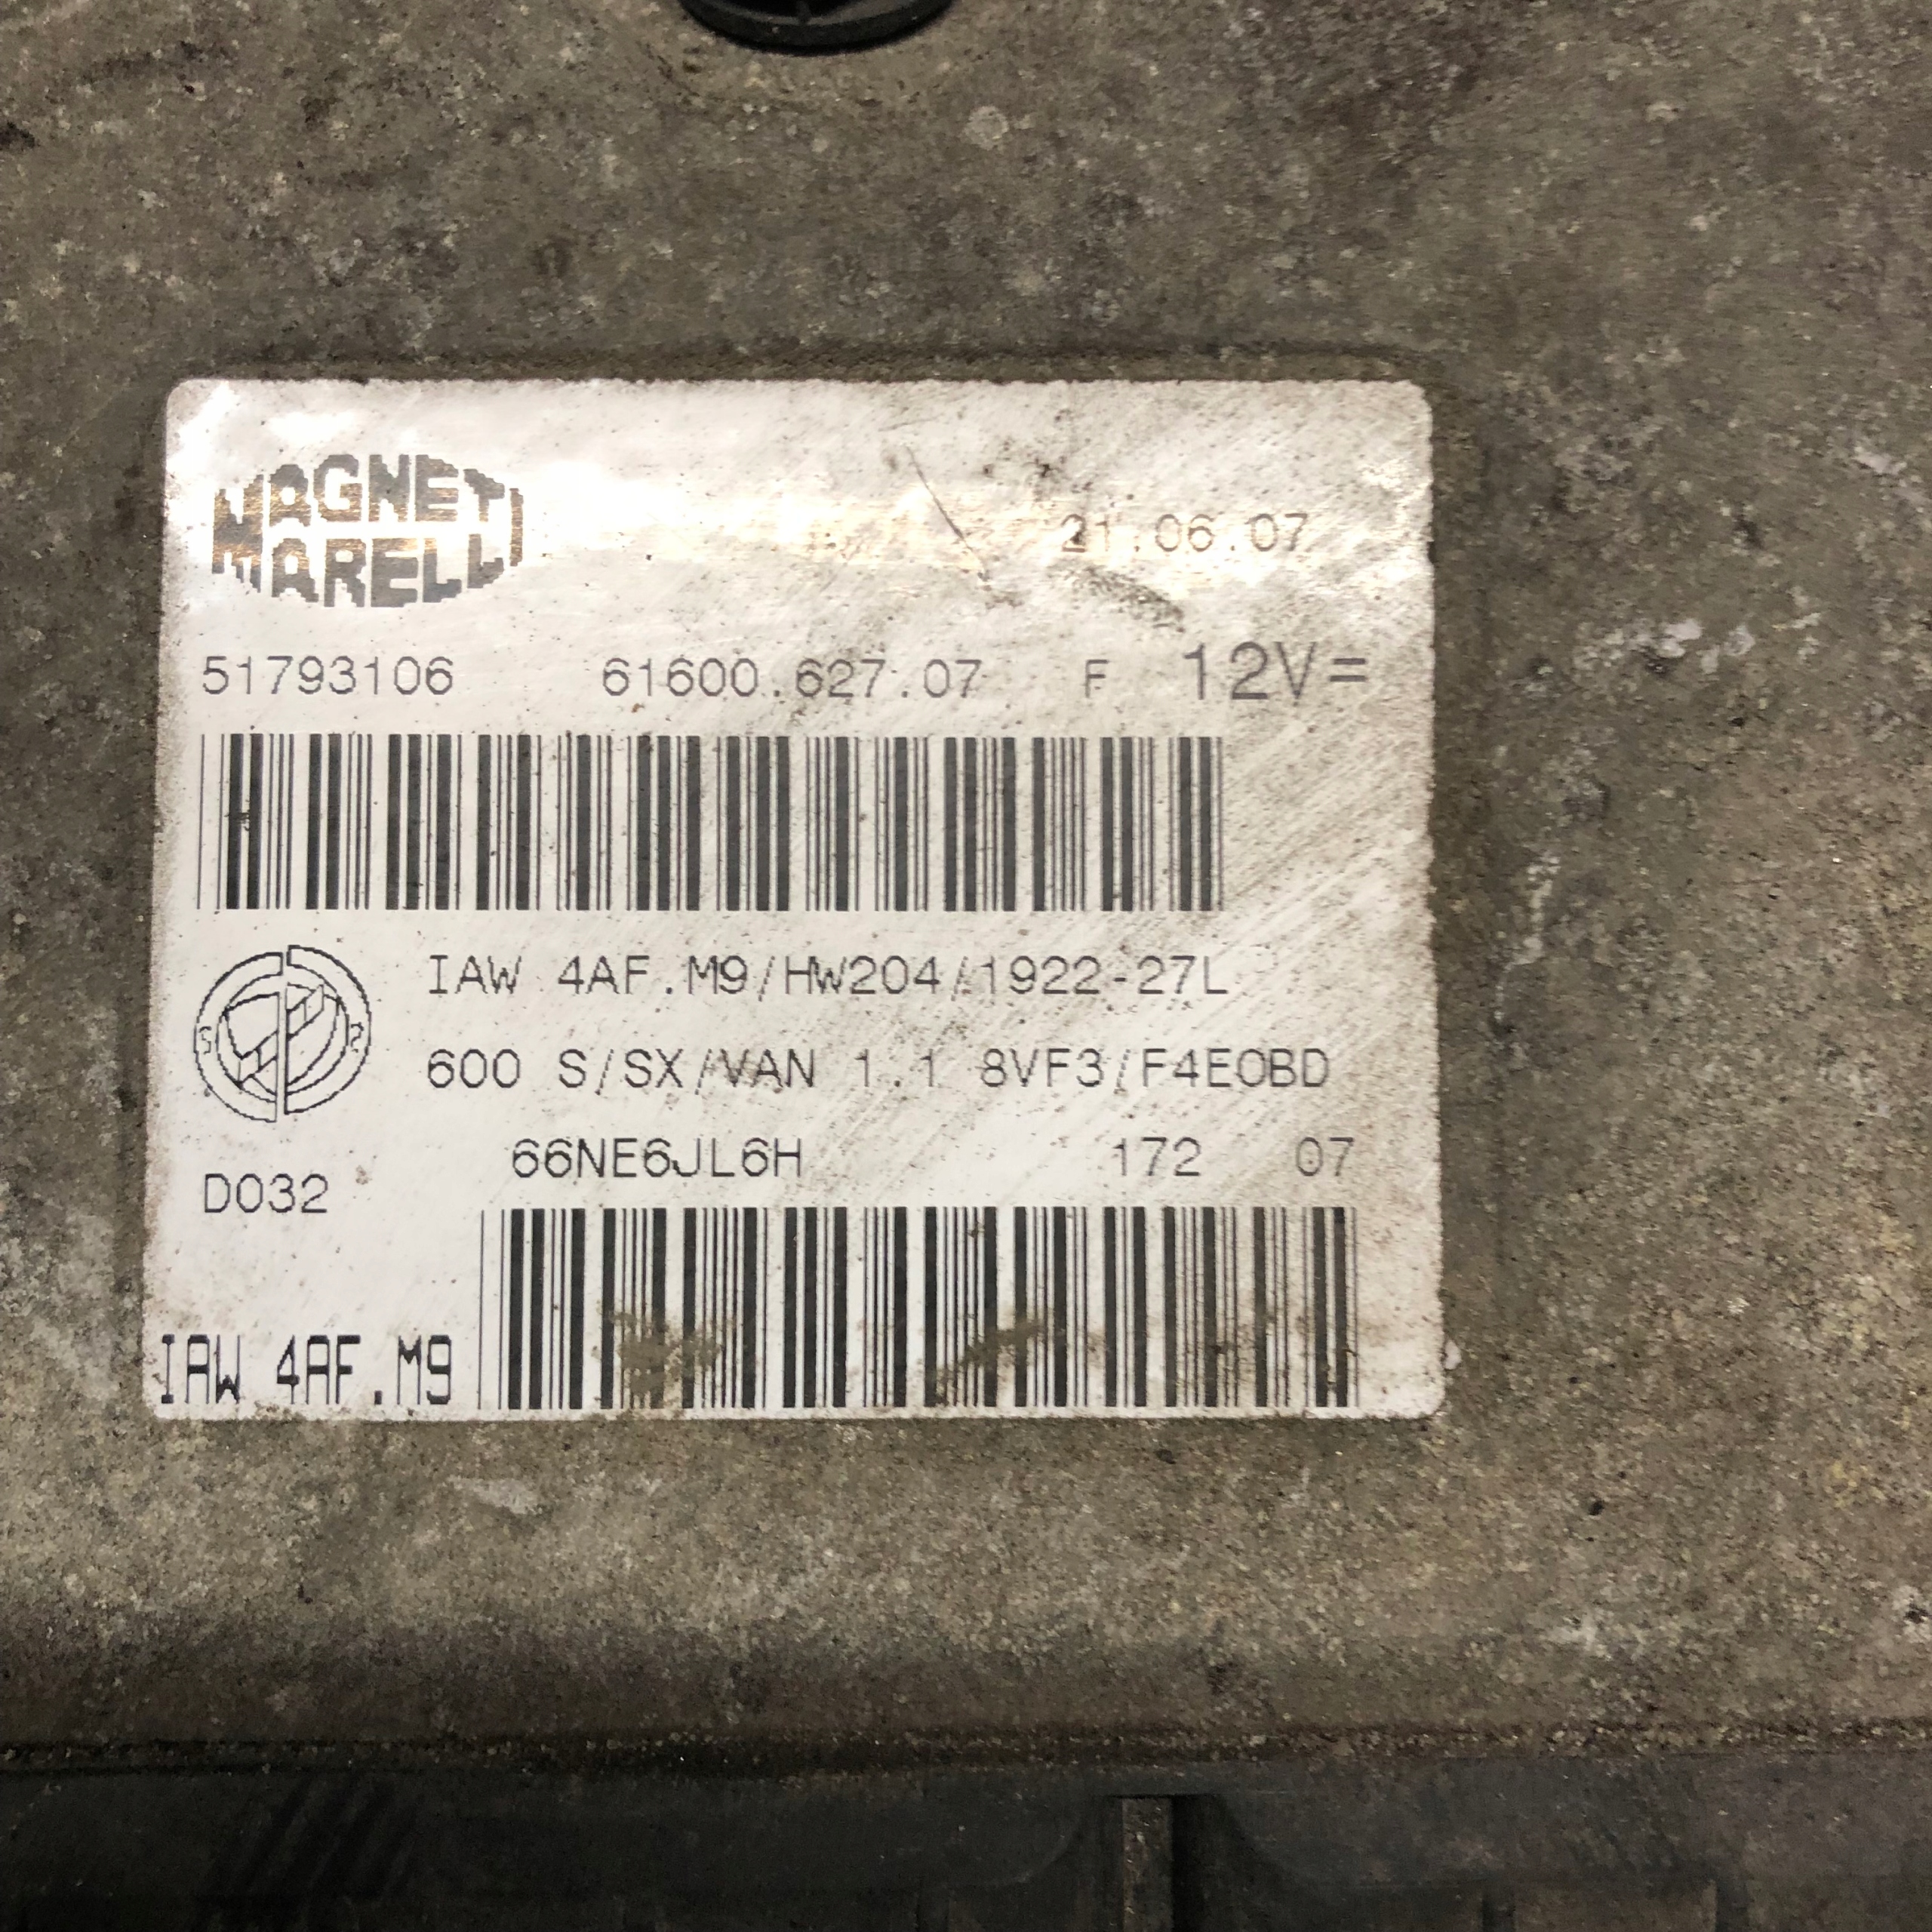 MAGNETI
MARELLI
21.06.07
51793106 61600.627.07 F 12V=
IAW 4AF.M9/HW204/1922-27L
600 S/SX/VAN 1.1 8VF3/F4EOBD
66NE6JL6H 172 07
D032
IAW 4AF.M9